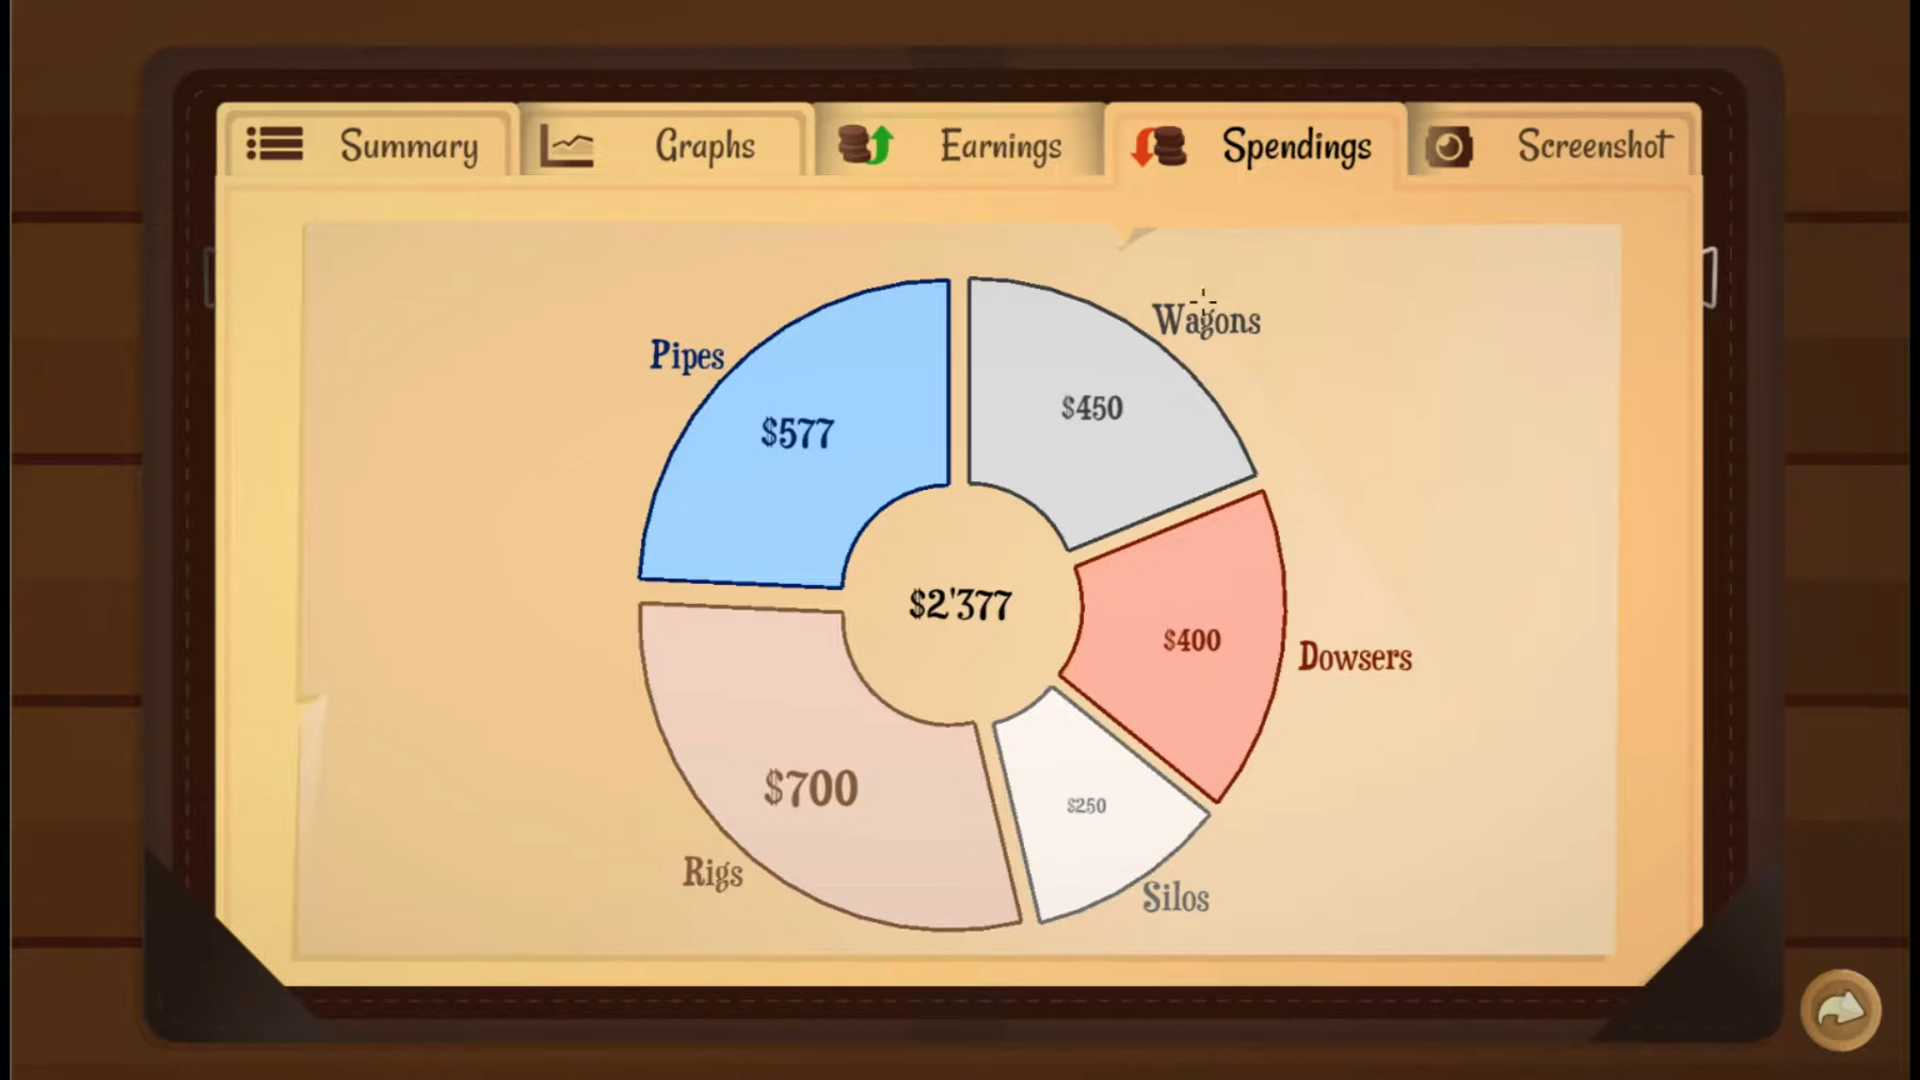 Summary
Graphs
Earnings
Spendings
Screenshot
Wagons
$450
Pipes
$577
$2'377
$400
Dowsers
$700
$250
Rigs
Silos